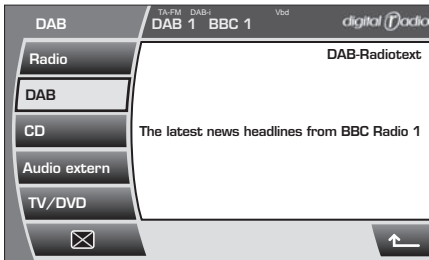 DAB
TA-FM DAB-i Vbd
DAB 1 BBC 1
digital radio
Radio
DAB-Radiotext
DAB
CD
The latest news headlines from BBC Radio 1
Audio extern
TV/DVD